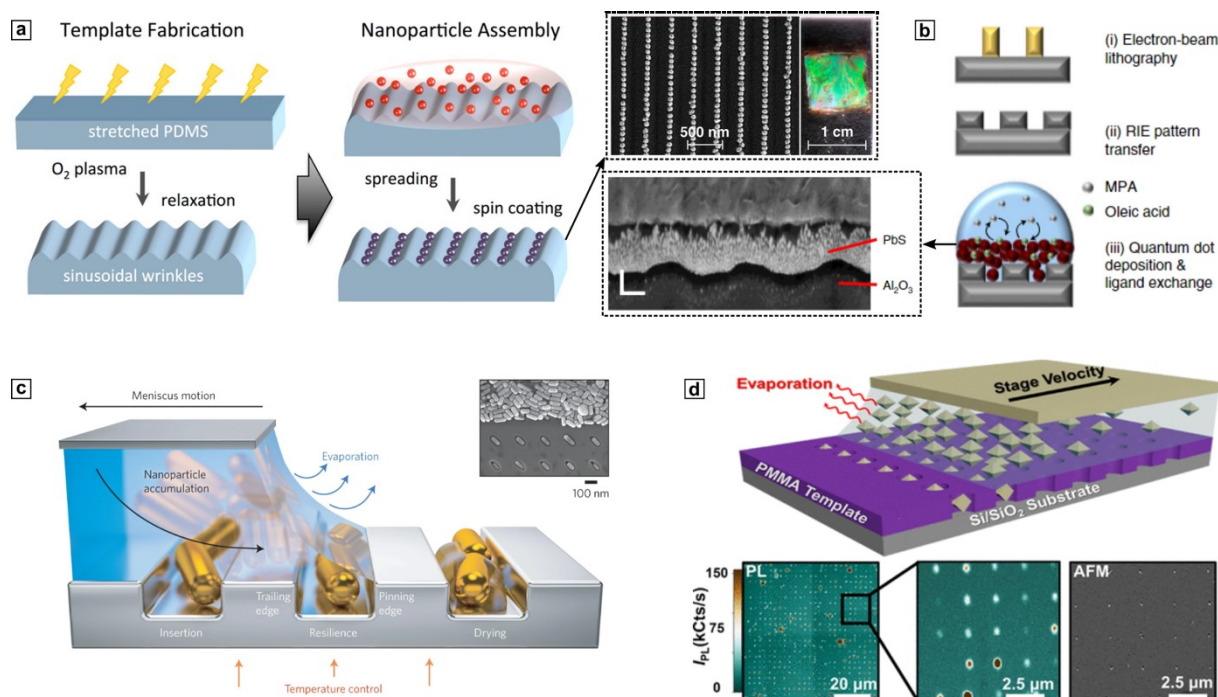 a
Template Fabrication
stretched PDMS
O₂ plasma
relaxation
sinusoidal wrinkles
Nanoparticle Assembly
spreading
spin coating
500 nm
1 cm
PbS
Al₂O₃
b
(i) Electron-beam
lithography
(ii) RIE pattern
transfer
MPA
Oleic acid
(iii) Quantum dot
deposition &
ligand exchange
c
Meniscus motion
Nanoparticle
accumulation
Evaporation
100 nm
Trailing
edge
Pinning
edge
Insertion
Resilience
Drying
Temperature control
d
Evaporation
Stage Velocity
PMMA Template
Si/SiO₂ Substrate
PL
I_PL(kCts/s)
150
75
0
20 µm
2.5 µm
AFM
2.5 µm